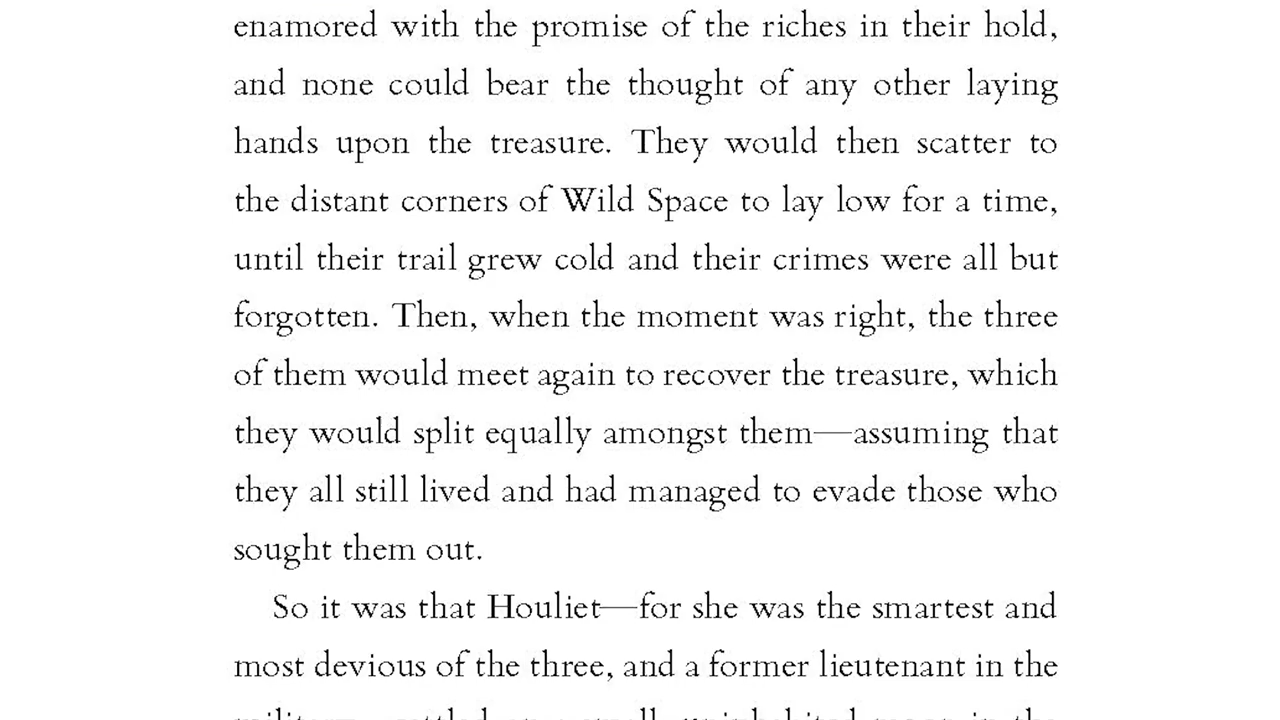 enamored with the promise of the riches in their hold,
and none could bear the thought of any other laying
hands upon the treasure. They would then scatter to
the distant corners of Wild Space to lay low for a time,
until their trail grew cold and their crimes were all but
forgotten. Then, when the moment was right, the three
of them would meet again to recover the treasure, which
they would split equally amongst them—assuming that
they all still lived and had managed to evade those who
sought them out.
So it was that Houliet—for she was the smartest and
most devious of the three, and a former lieutenant in the